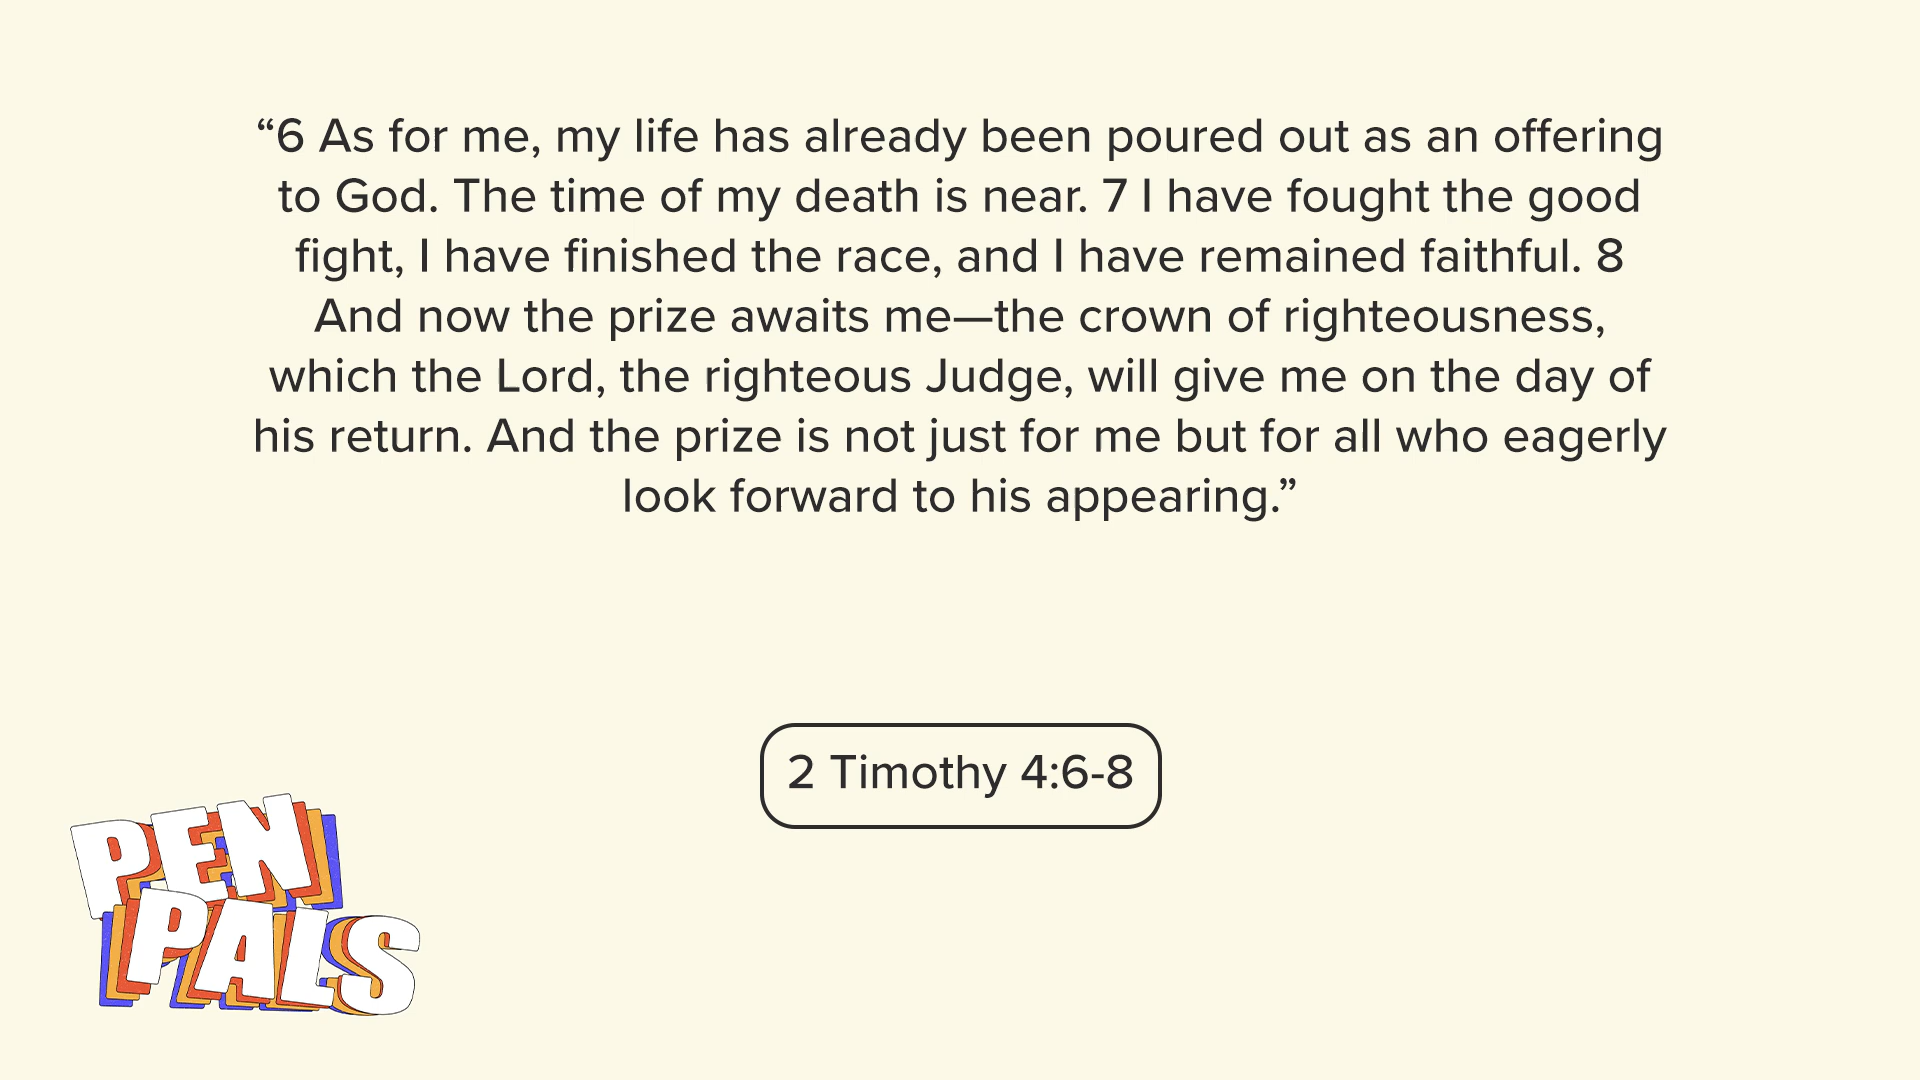 “6 As for me, my life has already been poured out as an offering
to God. The time of my death is near. 7 I have fought the good
fight, I have finished the race, and I have remained faithful. 8
And now the prize awaits me—the crown of righteousness,
which the Lord, the righteous Judge, will give me on the day of
his return. And the prize is not just for me but for all who eagerly
look forward to his appearing.”
2 Timothy 4:6-8
PEN
PALS